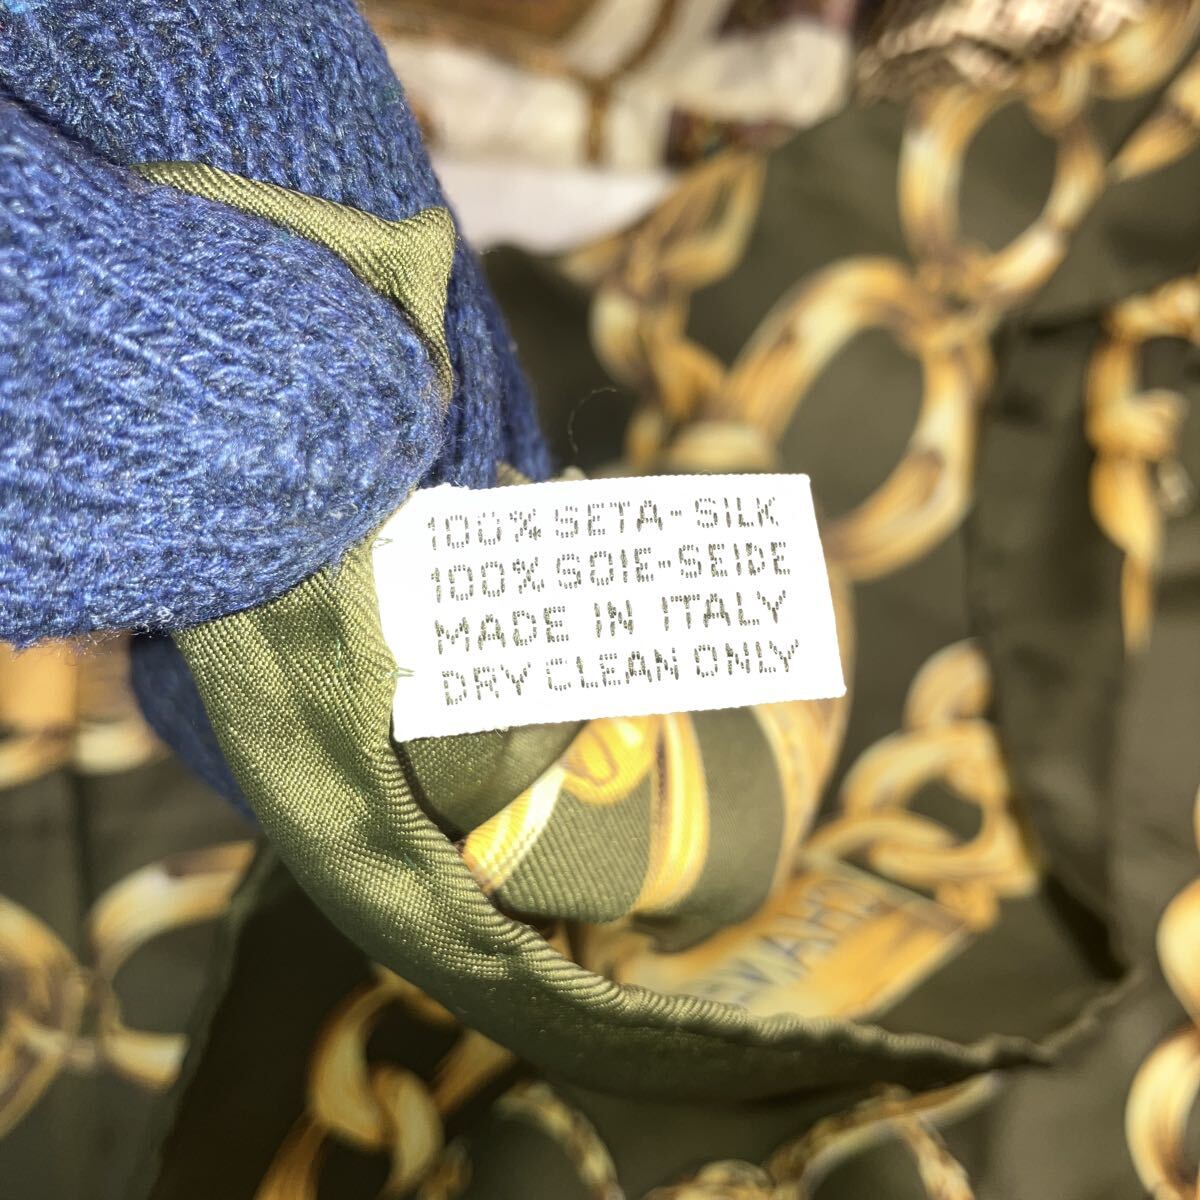 100% SETA-SILK
100% SOIE-SEIDE
MADE IN ITALY
DRY CLEAN ONLY